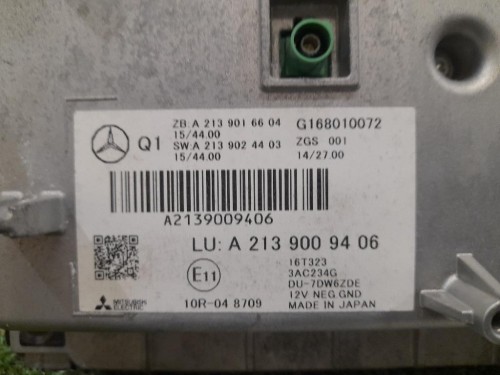 ZB:A 213 901 66 04 G168010072
15/44.00 ZGS 001
Q1 SW:A 213 902 44 03
15/44.00 14/27.00
A2139009406
LU: A 213 900 94 06
16T323
E11 3AC234G
DU-7DW6ZDE
MITSUBISHI ELECTRIC 12V NEG GND
10R-04 8709 MADE IN JAPAN